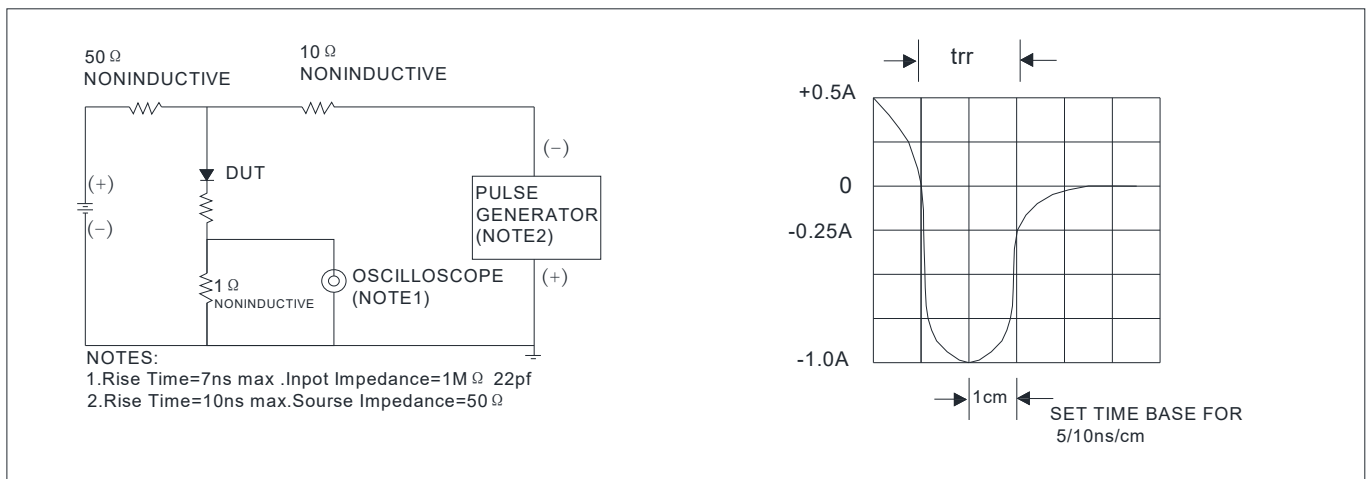 50 Ω
NONINDUCTIVE
10 Ω
NONINDUCTIVE
(+)
(−)
DUT
1 Ω
NONINDUCTIVE
OSCILLOSCOPE
(NOTE1)
(−)
PULSE
GENERATOR
(NOTE2)
(+)
NOTES:
1.Rise Time=7ns max .Inpot Impedance=1M Ω 22pf
2.Rise Time=10ns max.Sourse Impedance=50 Ω
trr
+0.5A
0
-0.25A
-1.0A
1cm
SET TIME BASE FOR
5/10ns/cm